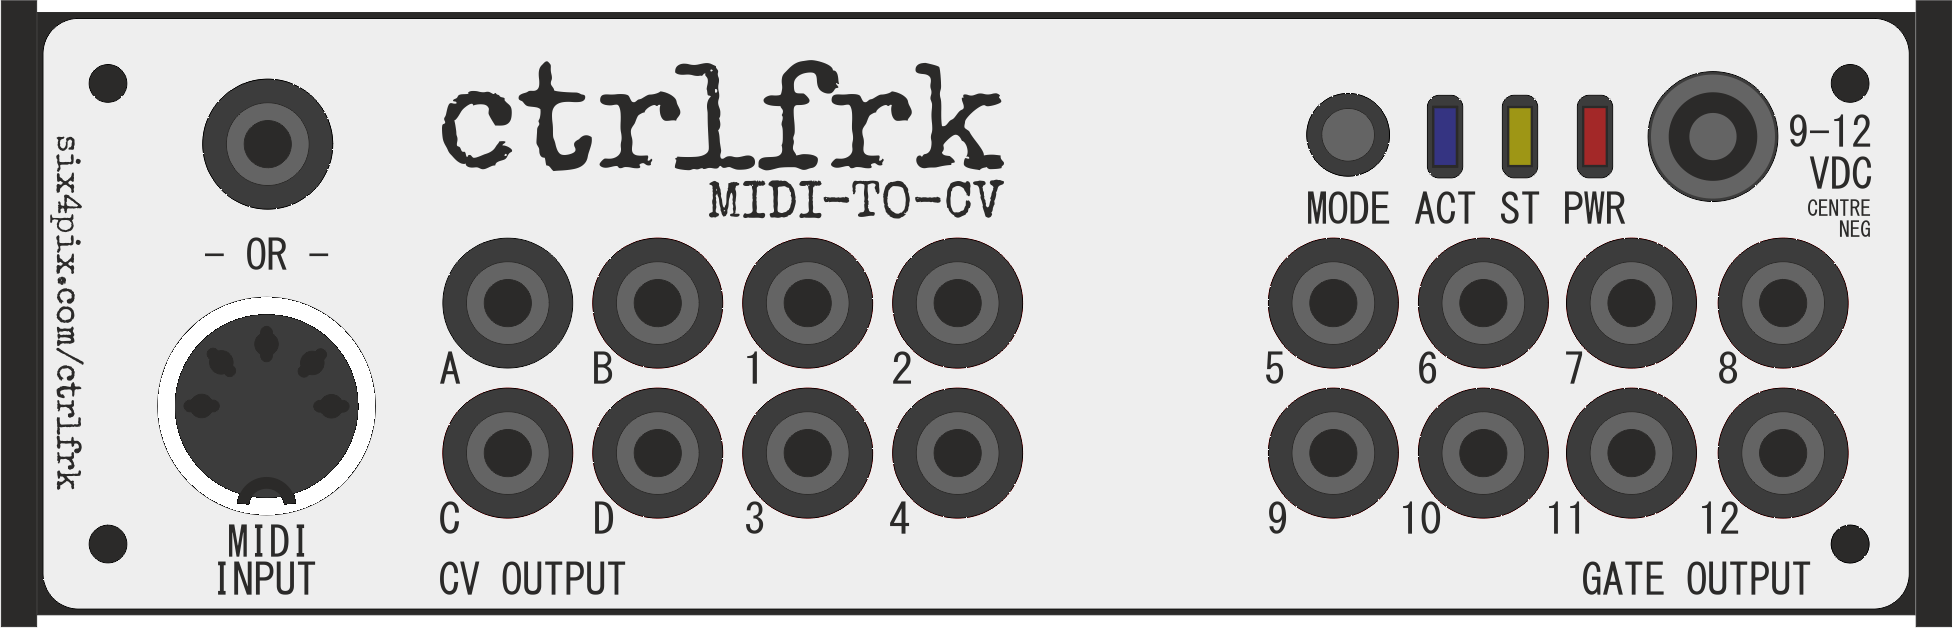 six4pix.com/ctrlfrk
- OR -
MIDI
INPUT
ctrlfrk
MIDI-TO-CV
A B 1 2
C D 3 4
CV OUTPUT
MODE ACT ST PWR
9-12
VDC
CENTRE
NEG
5 6 7 8
9 10 11 12
GATE OUTPUT